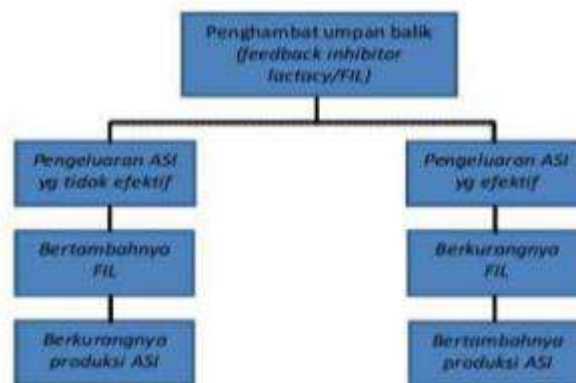 Penghambat umpan balik
(feedback inhibitor
lactacy/FIL)
Pengeluaran ASI
yg tidak efektif
Bertambahnya
FIL
Berkurangnya
produksi ASI
Pengeluaran ASI
yg efektif
Berkurangnya
FIL
Bertambahnya
produksi ASI